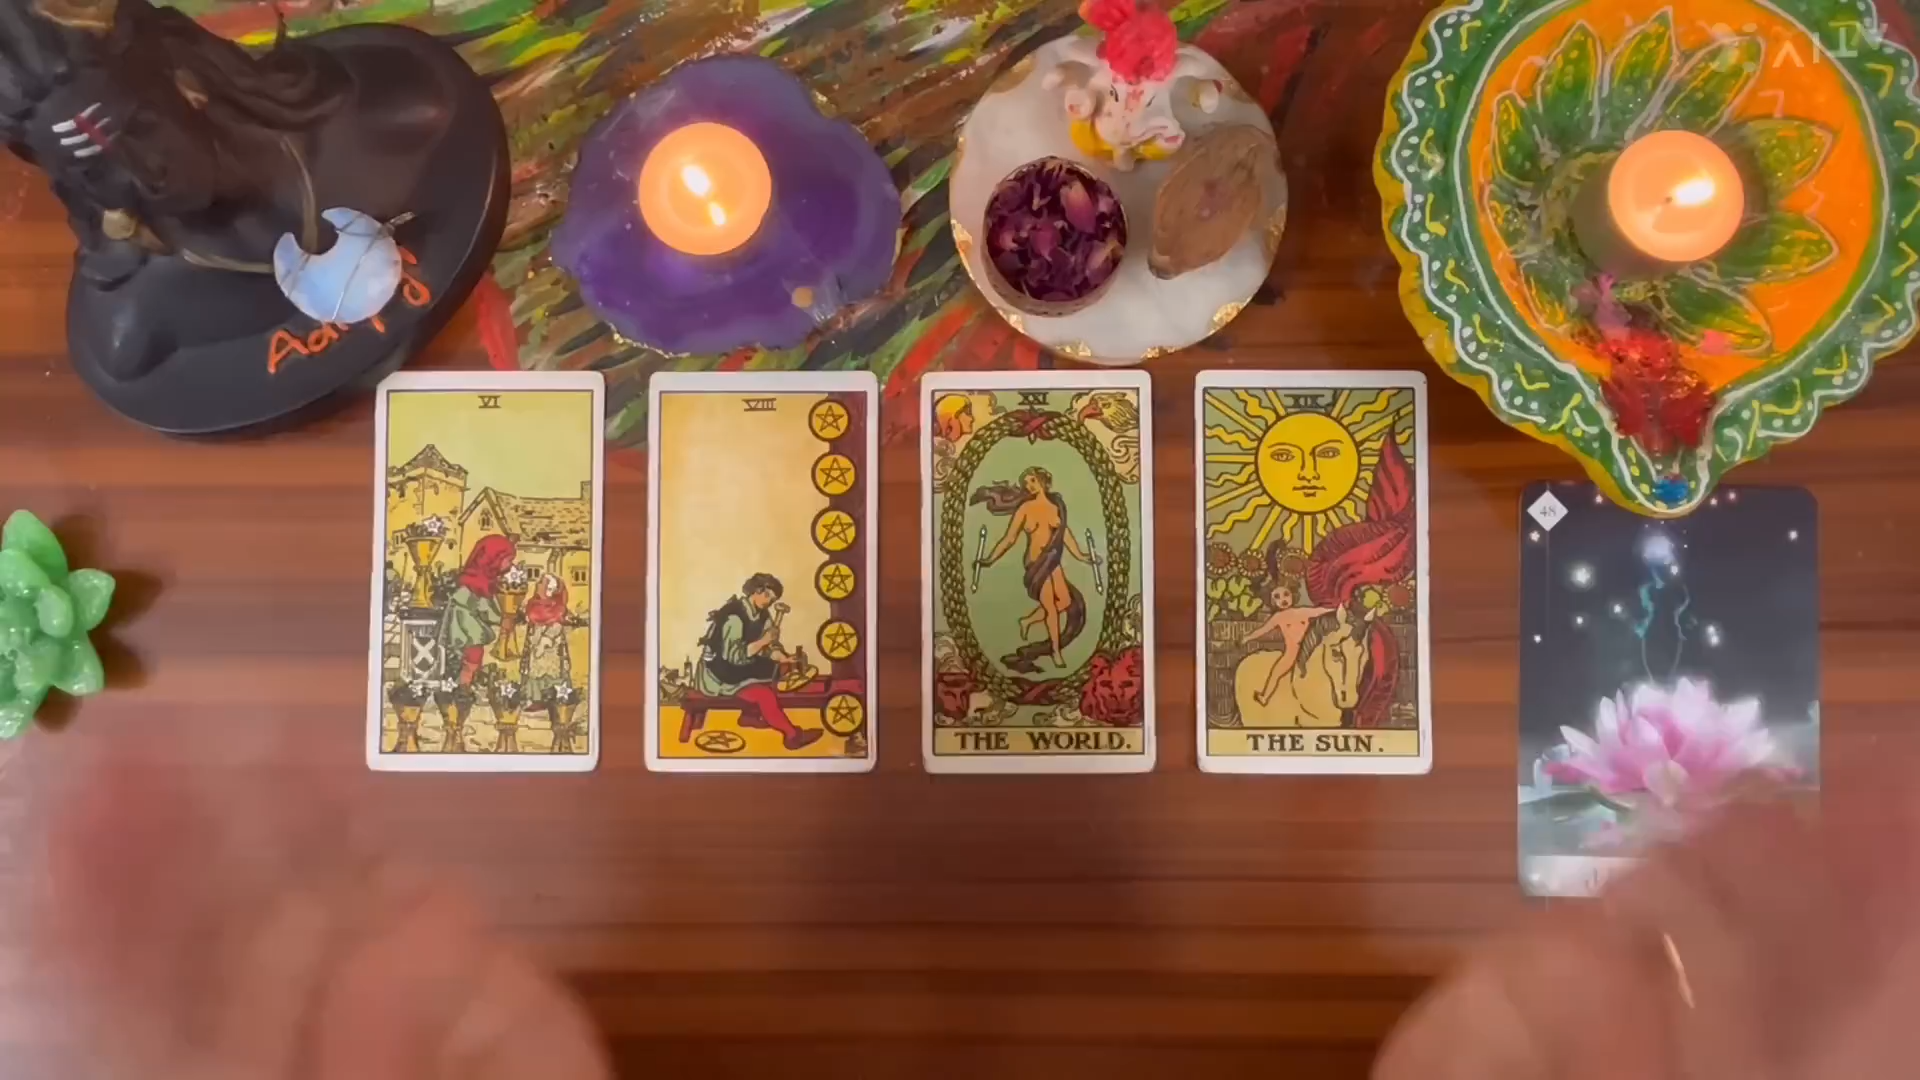 VI
VIII
XXI
THE WORLD.
XIX
THE SUN.
48